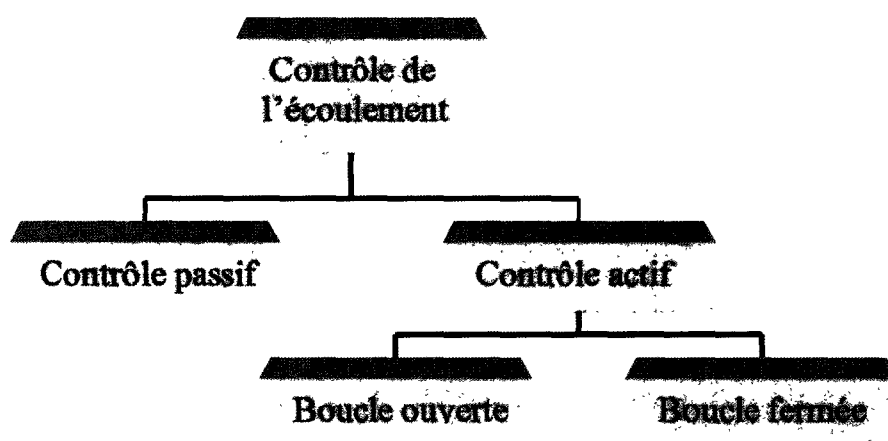 Contrôle de
l'écoulement
Contrôle passif
Contrôle actif
Boucle ouverte
Boucle fermée